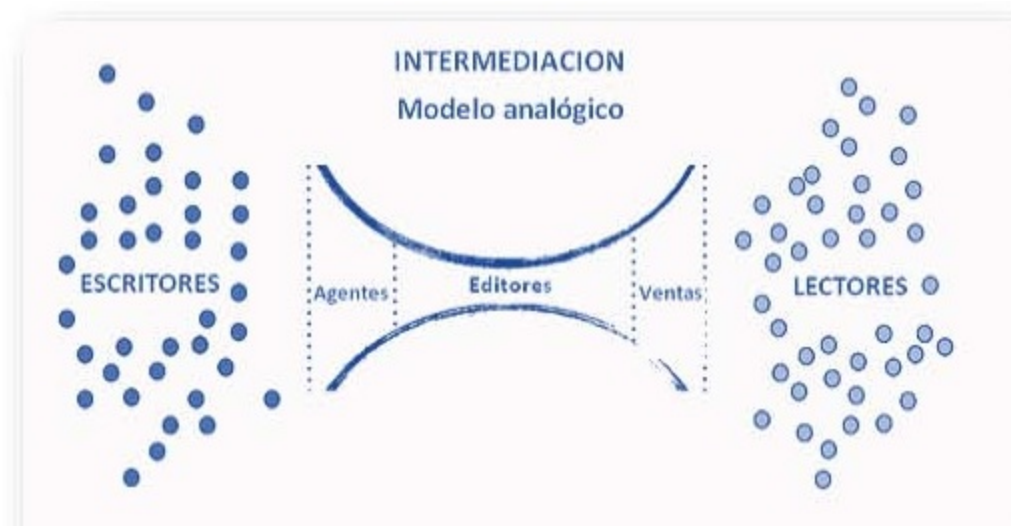 INTERMEDIACION
Modelo analógico
ESCRITORES
Agentes
Editores
Ventas
LECTORES